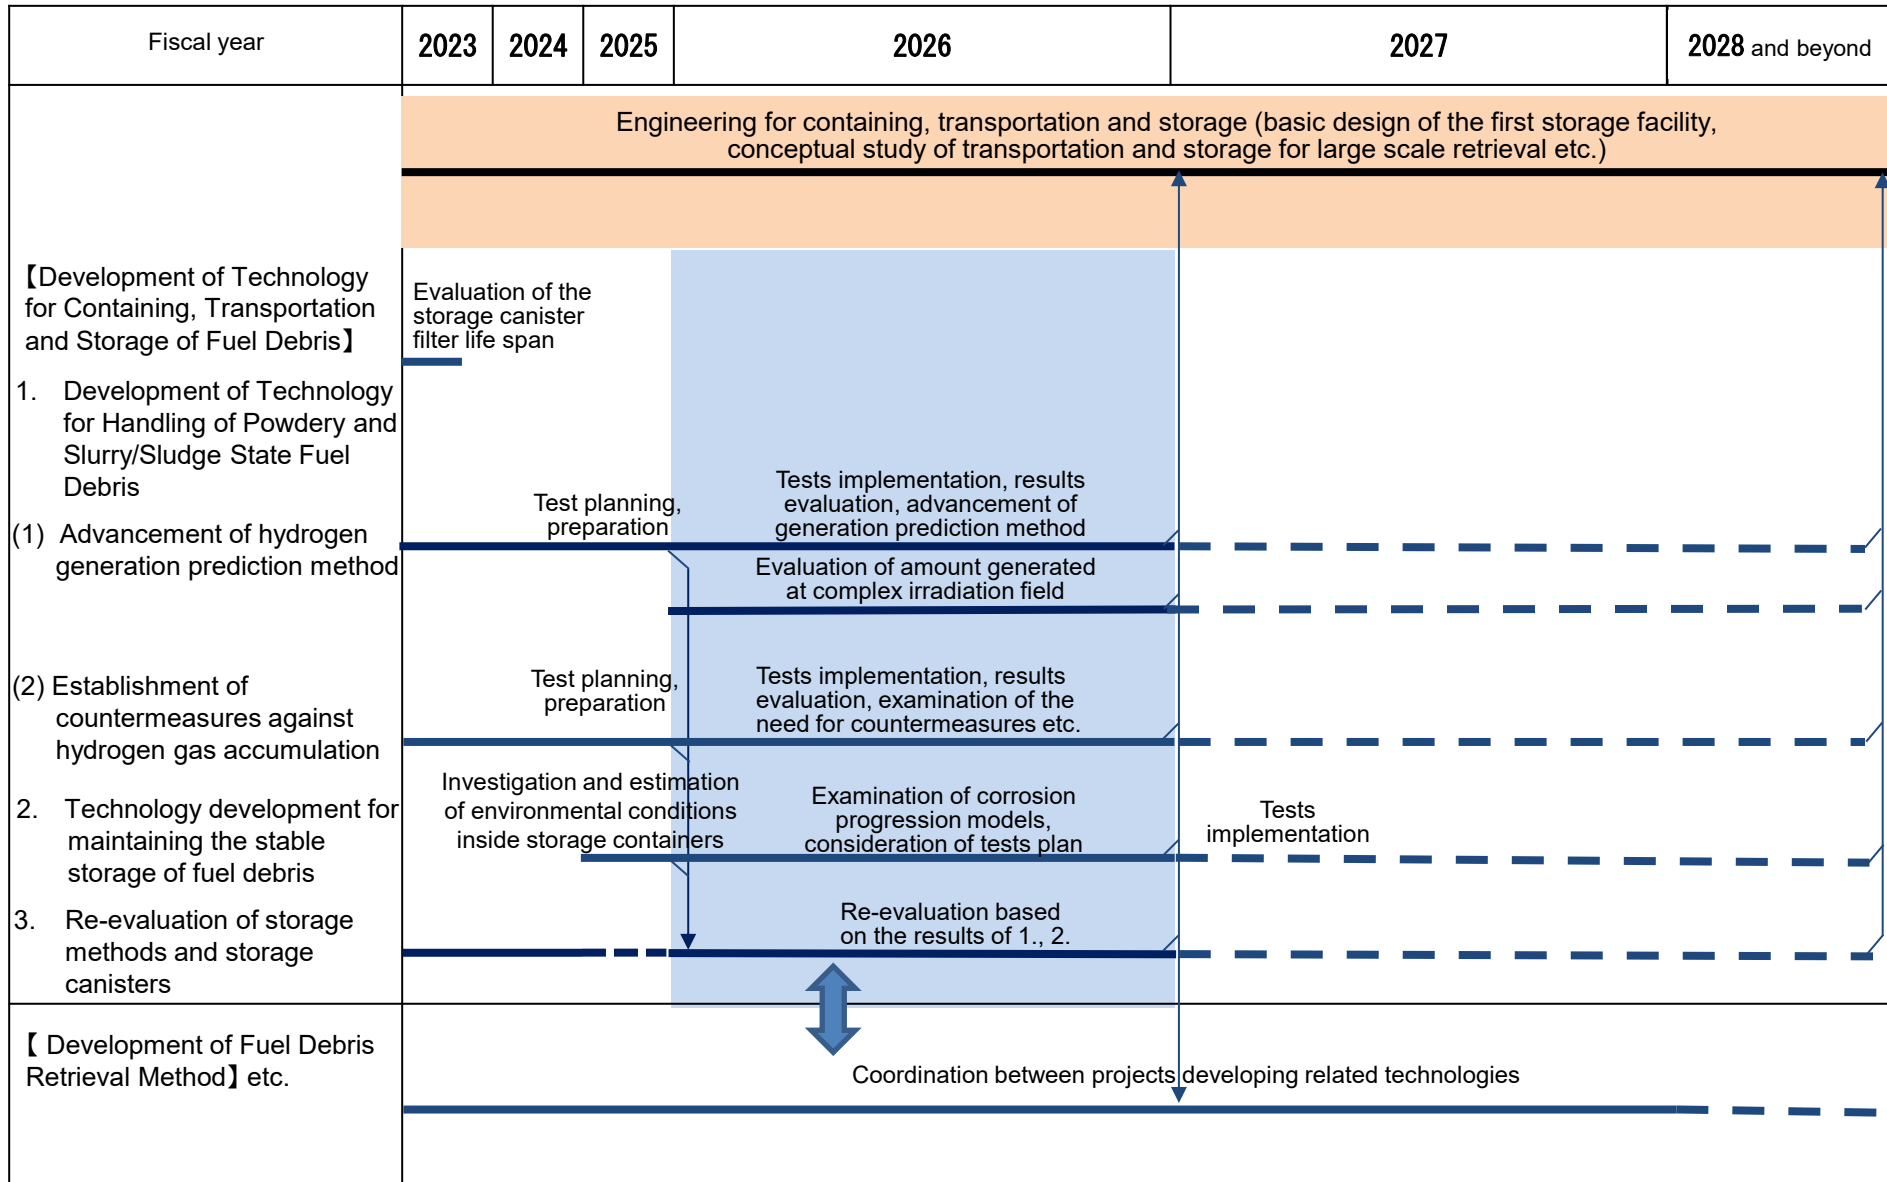 Fiscal year
2023
2024
2025
2026
2027
2028 and beyond
Engineering for containing, transportation and storage (basic design of the first storage facility,
conceptual study of transportation and storage for large scale retrieval etc.)
【Development of Technology
for Containing, Transportation
and Storage of Fuel Debris】
Evaluation of the
storage canister
filter life span
1. Development of Technology
for Handling of Powdery and
Slurry/Sludge State Fuel
Debris
(1) Advancement of hydrogen
generation prediction method
Test planning,
preparation
Tests implementation, results
evaluation, advancement of
generation prediction method
Evaluation of amount generated
at complex irradiation field
(2) Establishment of
countermeasures against
hydrogen gas accumulation
Test planning,
preparation
Tests implementation, results
evaluation, examination of the
need for countermeasures etc.
2. Technology development for
maintaining the stable
storage of fuel debris
Investigation and estimation
of environmental conditions
inside storage containers
Examination of corrosion
progression models,
consideration of tests plan
Tests
implementation
3. Re-evaluation of storage
methods and storage
canisters
Re-evaluation based
on the results of 1., 2.
【 Development of Fuel Debris
Retrieval Method】 etc.
Coordination between projects developing related technologies